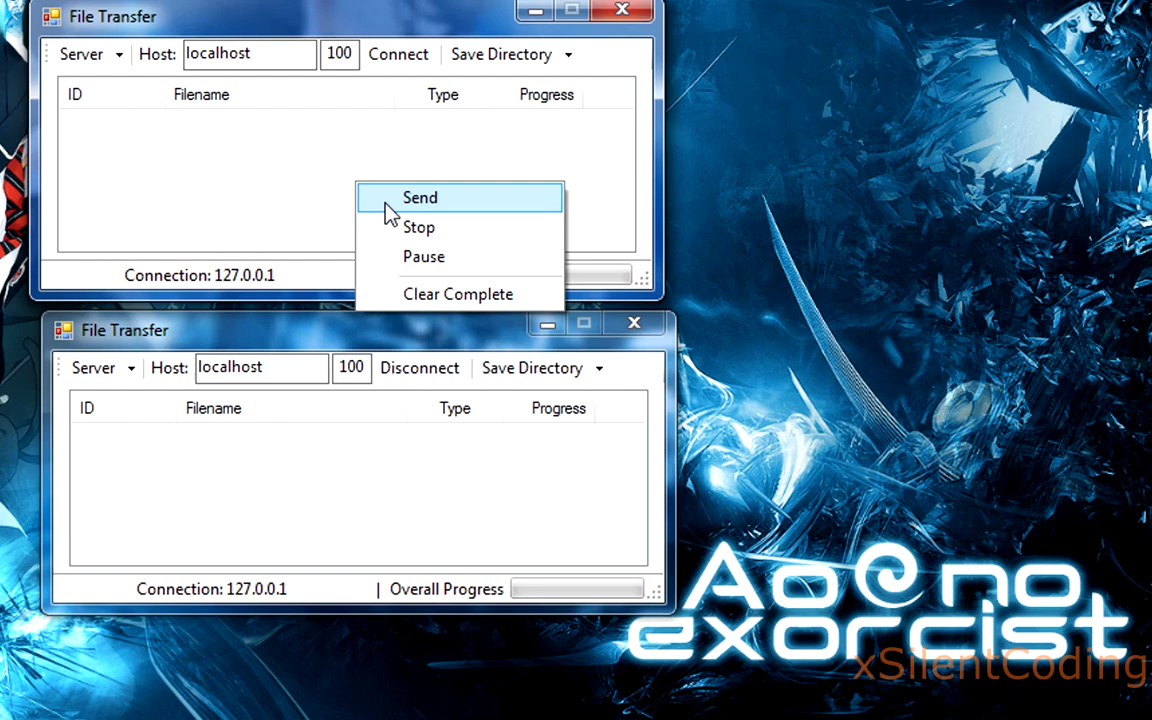 File Transfer
Server Host: localhost 100 Connect Save Directory
ID Filename Type Progress
Send
Stop
Pause
Connection: 127.0.0.1
Clear Complete
File Transfer
Server Host: localhost 100 Disconnect Save Directory
ID Filename Type Progress
Connection: 127.0.0.1 | Overall Progress
Ao no
exorcist
xSilentCoding